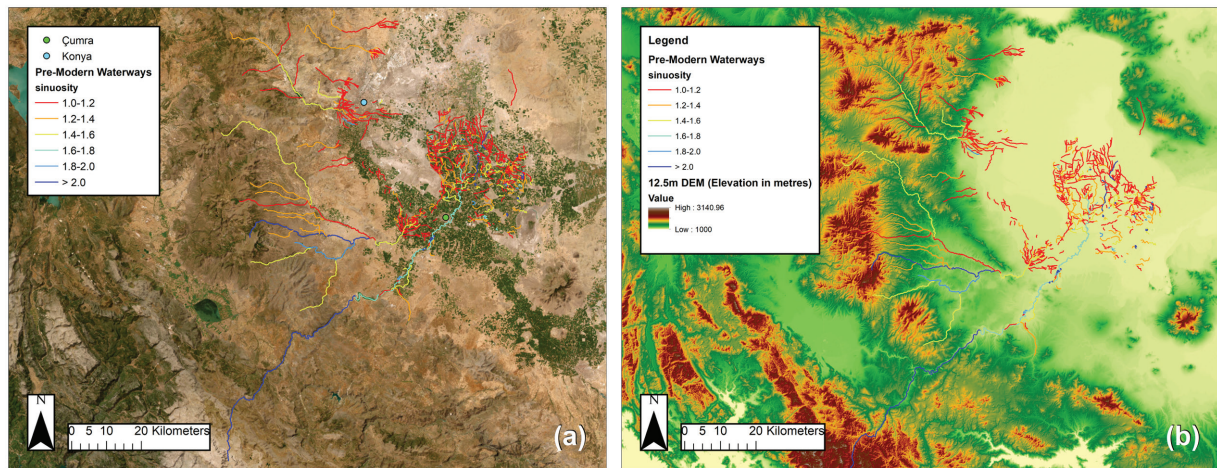 Çumra
Konya
Pre-Modern Waterways
sinuosity
1.0-1.2
1.2-1.4
1.4-1.6
1.6-1.8
1.8-2.0
> 2.0
N
0 5 10 20 Kilometers
(a)
Legend
Pre-Modern Waterways
sinuosity
1.0-1.2
1.2-1.4
1.4-1.6
1.6-1.8
1.8-2.0
> 2.0
12.5m DEM (Elevation in metres)
Value
High : 3140.96
Low : 1000
N
0 5 10 20 Kilometers
(b)